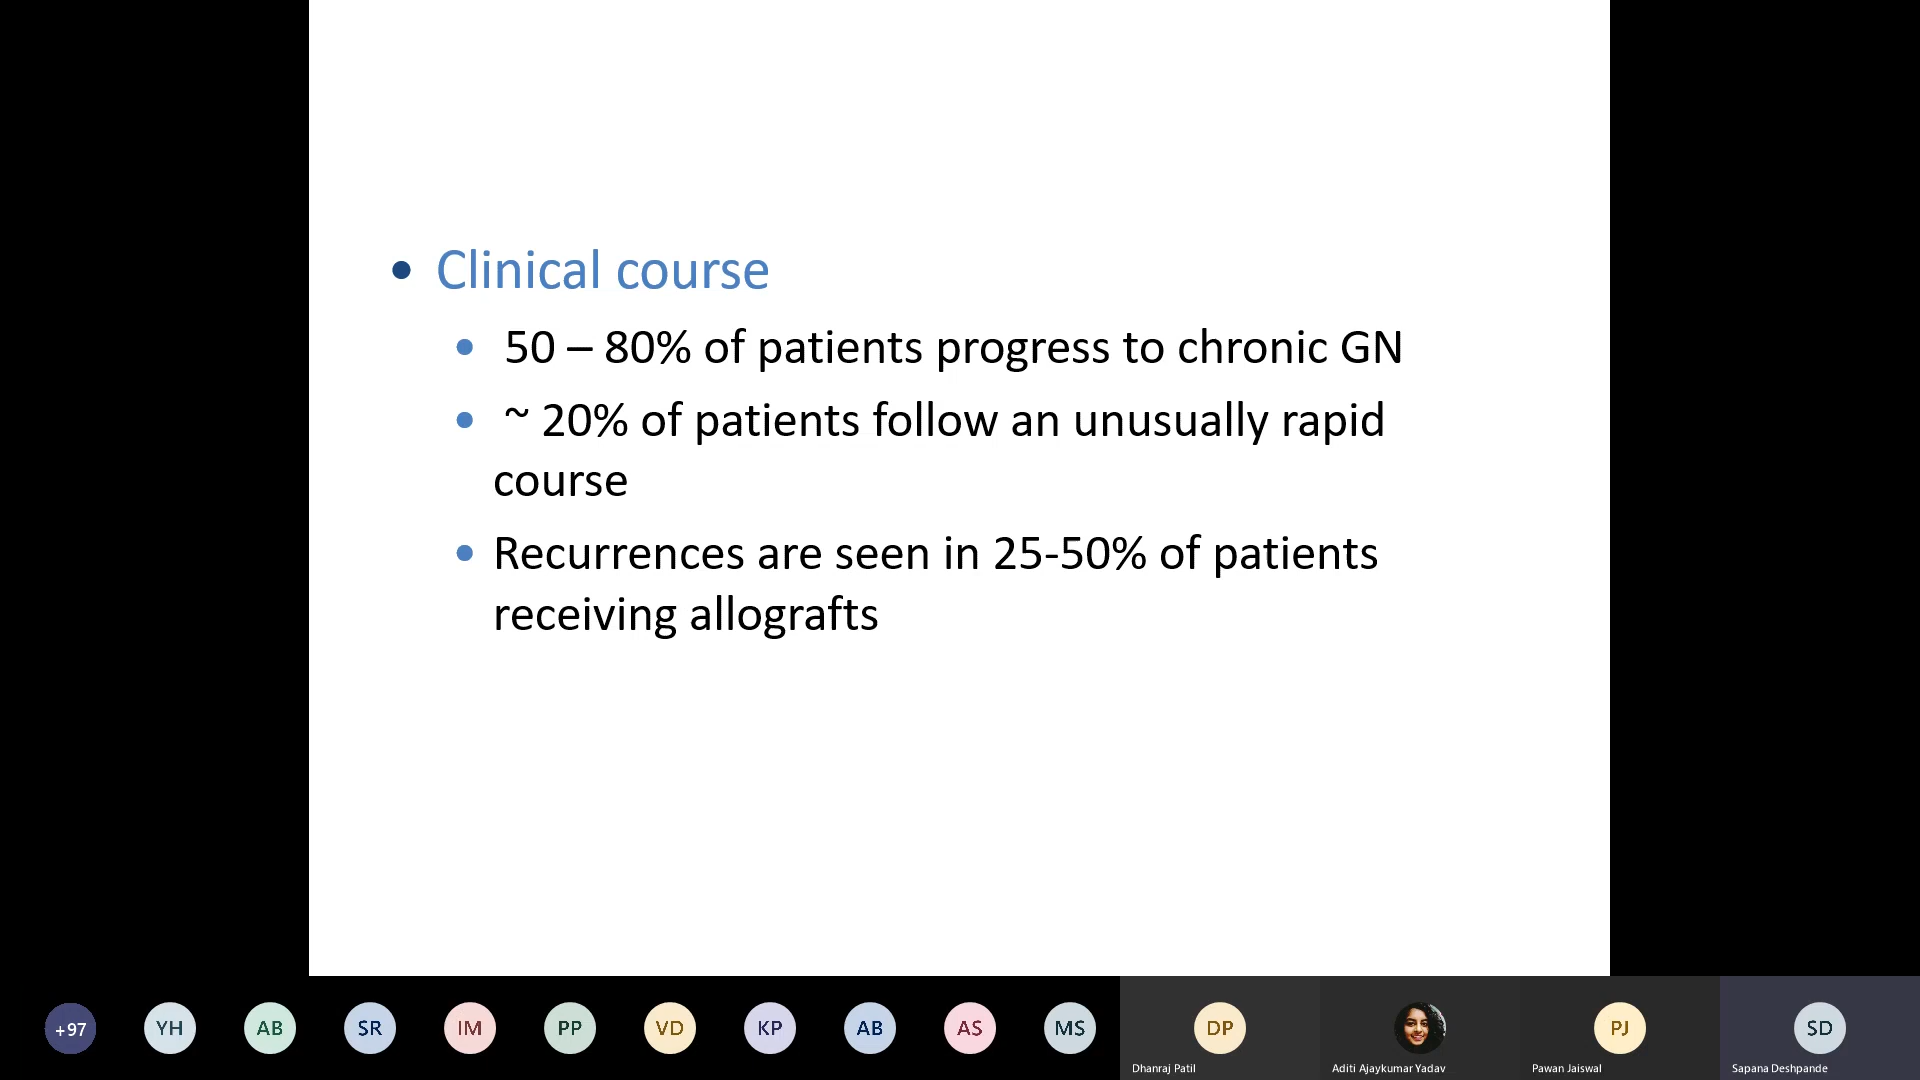 • Clinical course
• 50 – 80% of patients progress to chronic GN
• ~ 20% of patients follow an unusually rapid
course
• Recurrences are seen in 25-50% of patients
receiving allografts
+97 YH AB SR IM PP VD KP AB AS MS DP PJ SD
Dhanraj Patil Aditi Ajaykumar Yadav Pawan Jaiswal Sapana Deshpande